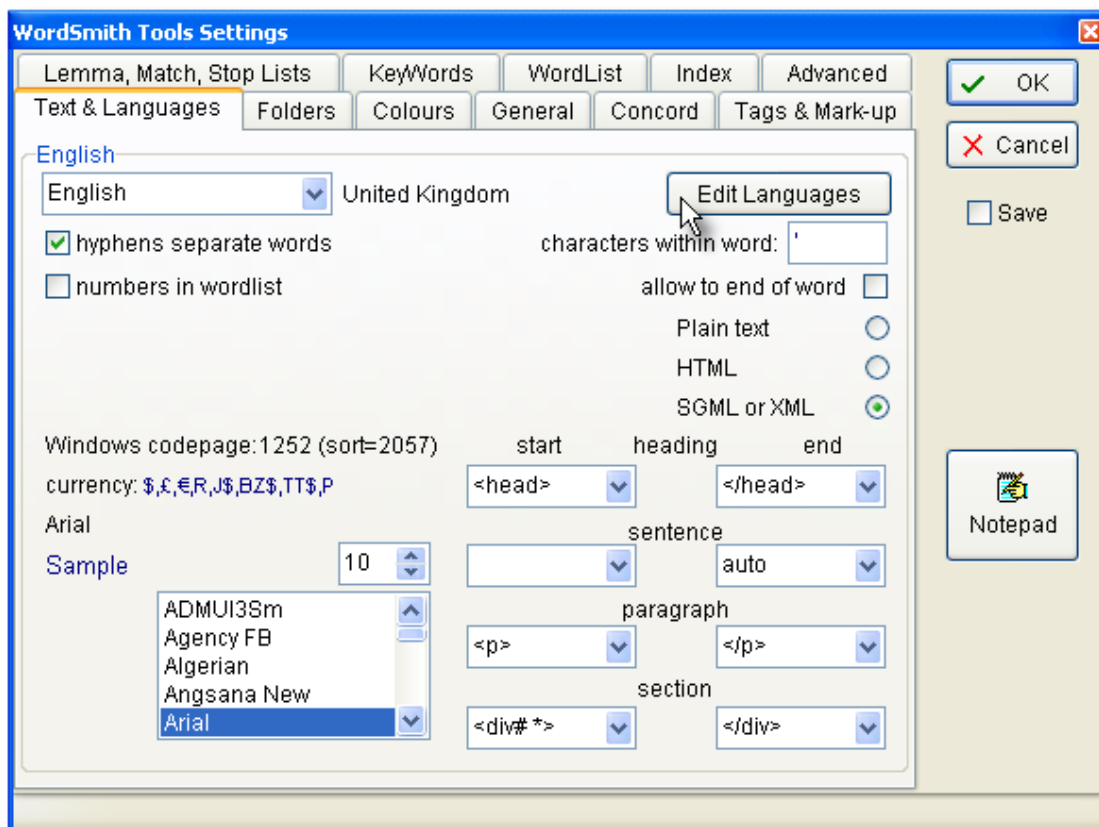 WordSmith Tools Settings
Lemma, Match, Stop Lists KeyWords WordList Index Advanced
Text & Languages Folders Colours General Concord Tags & Mark-up
OK
Cancel
Save
English
English United Kingdom Edit Languages
hyphens separate words characters within word: '
numbers in wordlist allow to end of word
Plain text
HTML
SGML or XML
Windows codepage:1252 (sort=2057) start heading end
currency: $,£,€,R,J$,BZ$,TT$,P <head> </head>
Arial sentence
Sample 10 auto
ADMUI3Sm paragraph
Agency FB <p> </p>
Algerian
Angsana New section
Arial <div# *> </div>
Notepad